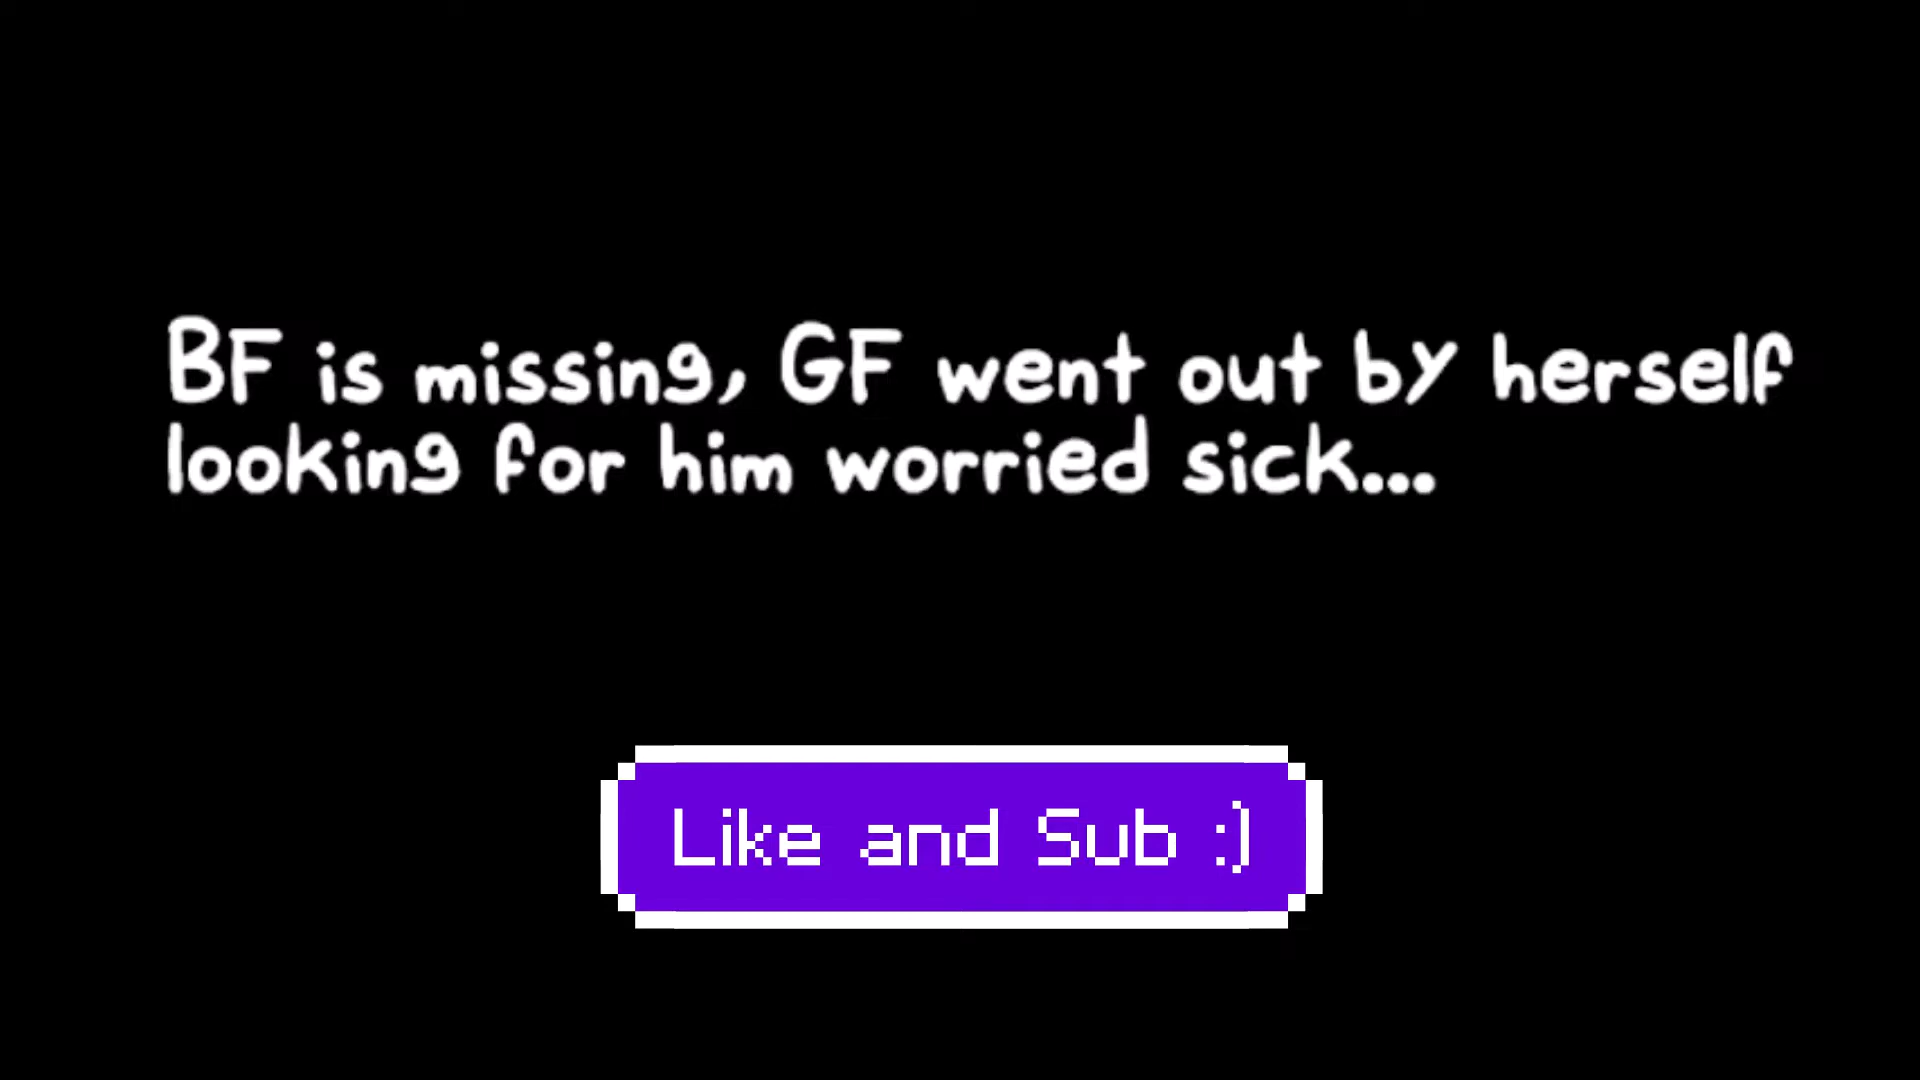 BF is missing, GF went out by herself
looking for him worried sick...
Like and Sub :)